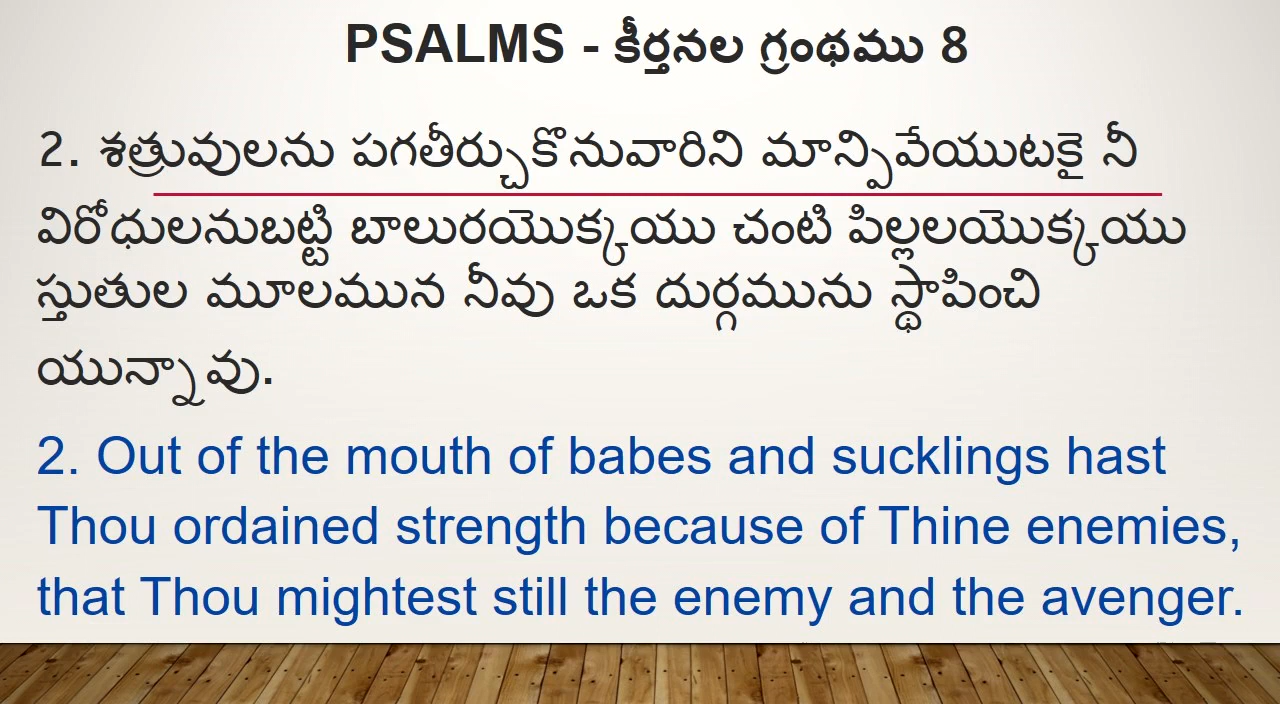 PSALMS - కీర్తనల గ్రంథము 8
2. శత్రువులను పగతీర్చుకొనువారిని మాన్పివేయుటకై నీ
విరోధులనుబట్టి బాలురయొక్కయు చంటి పిల్లలయొక్కయు
స్తుతుల మూలమున నీవు ఒక దుర్గమును స్థాపించి
యున్నావు.
2. Out of the mouth of babes and sucklings hast
Thou ordained strength because of Thine enemies,
that Thou mightest still the enemy and the avenger.